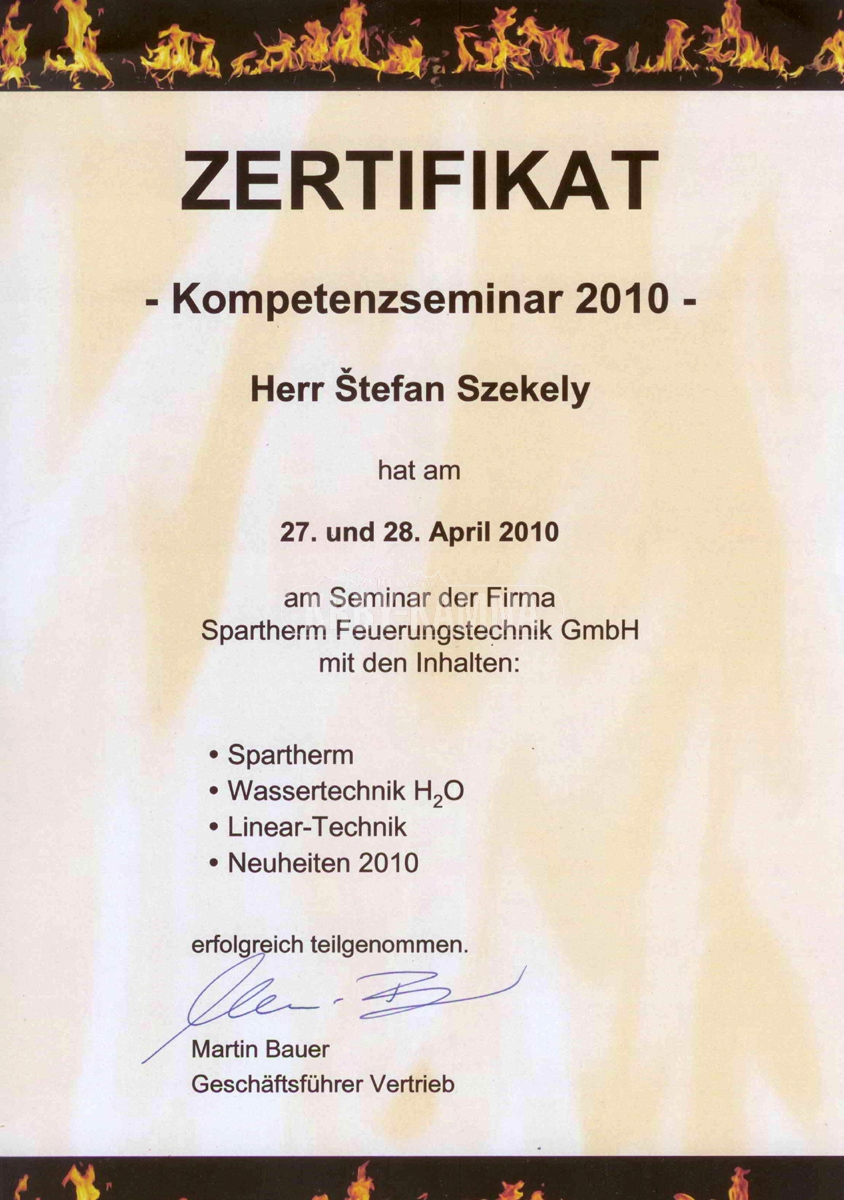 ZERTIFIKAT
- Kompetenzseminar 2010 -
Herr Štefan Szekely
hat am
27. und 28. April 2010
am Seminar der Firma
Spartherm Feuerungstechnik GmbH
mit den Inhalten:
• Spartherm
• Wassertechnik H₂O
• Linear-Technik
• Neuheiten 2010
erfolgreich teilgenommen.
Martin Bauer
Geschäftsführer Vertrieb